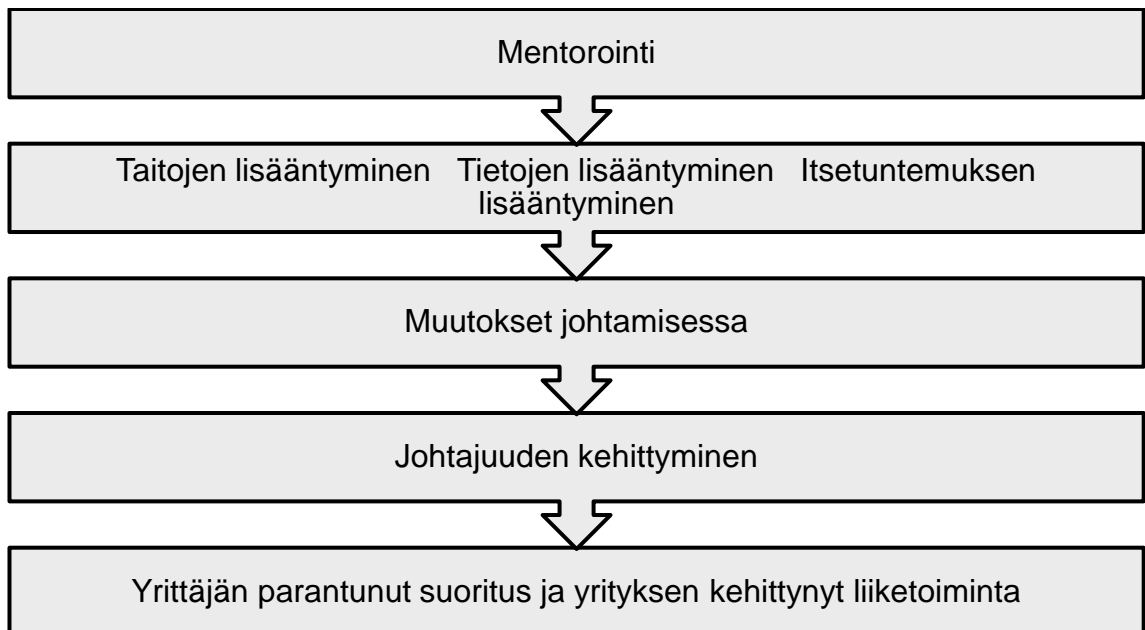 Mentorointi
Taitojen lisääntyminen Tietojen lisääntyminen Itsetuntemuksen
lisääntyminen
Muutokset johtamisessa
Johtajuuden kehittyminen
Yrittäjän parantunut suoritus ja yrityksen kehittynyt liiketoiminta